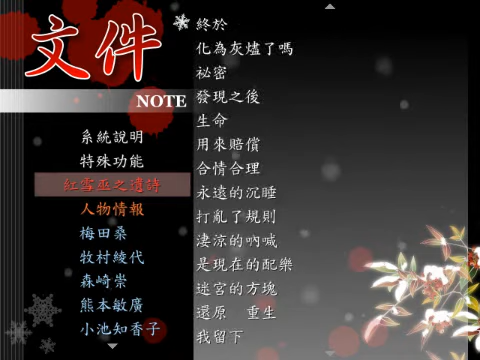 文件
NOTE
系統說明
特殊功能
紅雪巫之遺詩
人物情報
梅田桑
牧村綾代
森崎崇
熊本敏廣
小池知香子
終於
化為灰燼了嗎
祕密
發現之後
生命
用來賠償
合情合理
永遠的沉睡
打亂了規則
淒涼的吶喊
是現在的配樂
迷宮的方塊
還原　重生
我留下